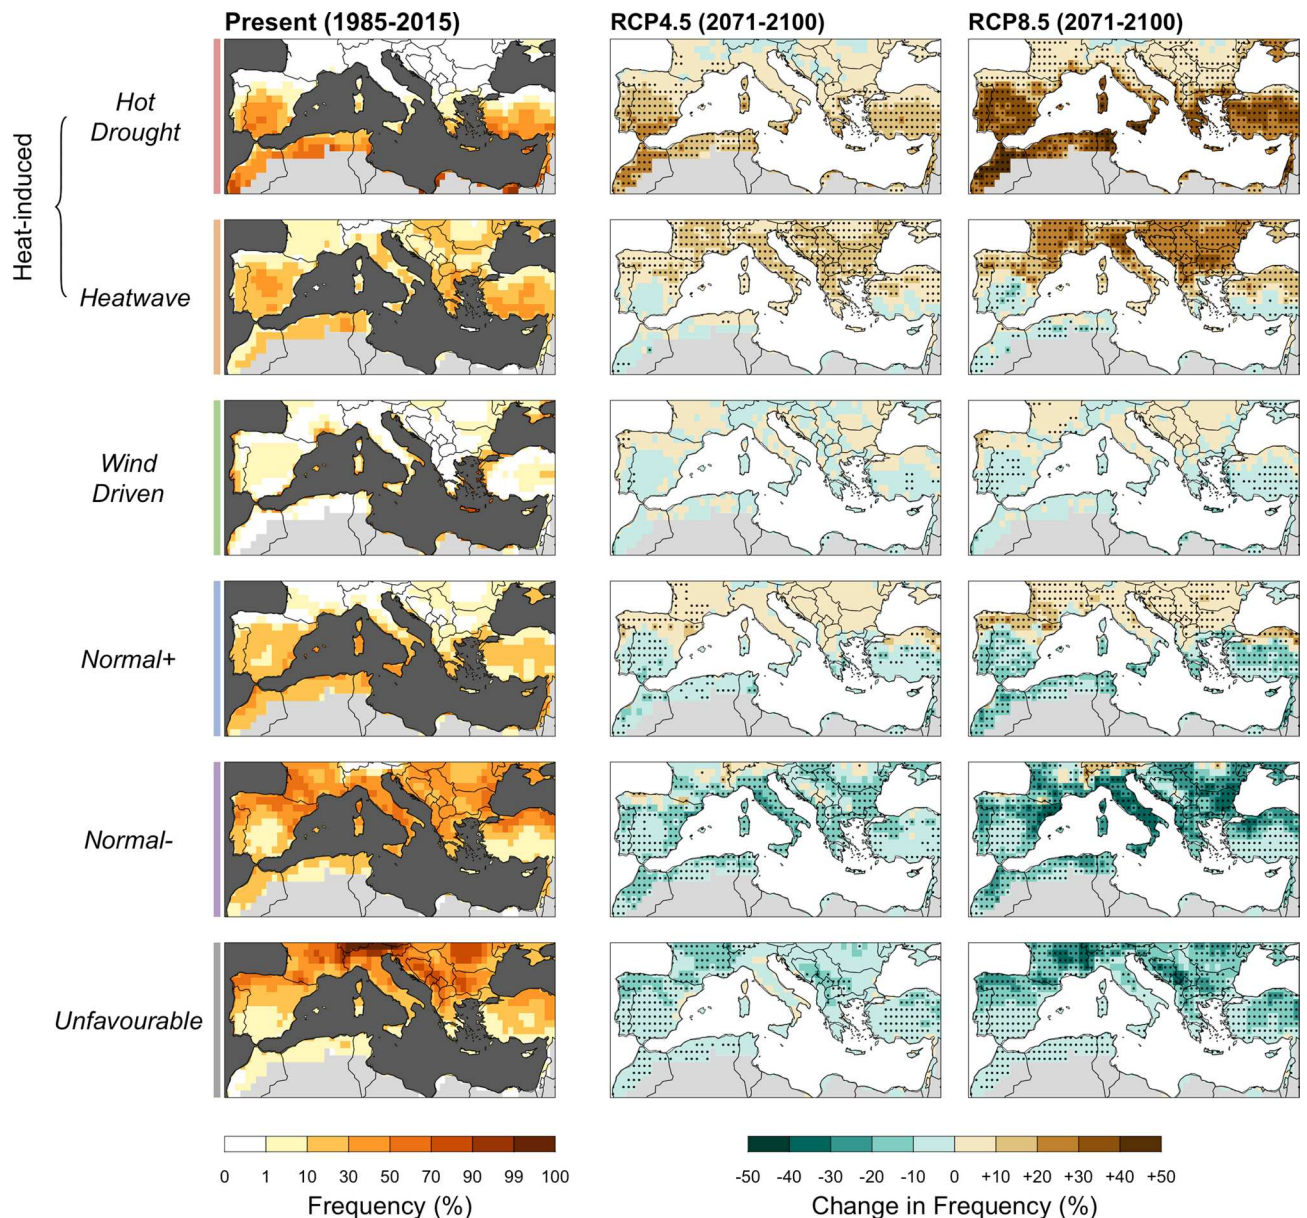 Present (1985-2015)
RCP4.5 (2071-2100)
RCP8.5 (2071-2100)
Heat-induced
Hot
Drought
Heatwave
Wind
Driven
Normal+
Normal-
Unfavourable
0 1 10 30 50 70 90 99 100
Frequency (%)
-50 -40 -30 -20 -10 0 +10 +20 +30 +40 +50
Change in Frequency (%)